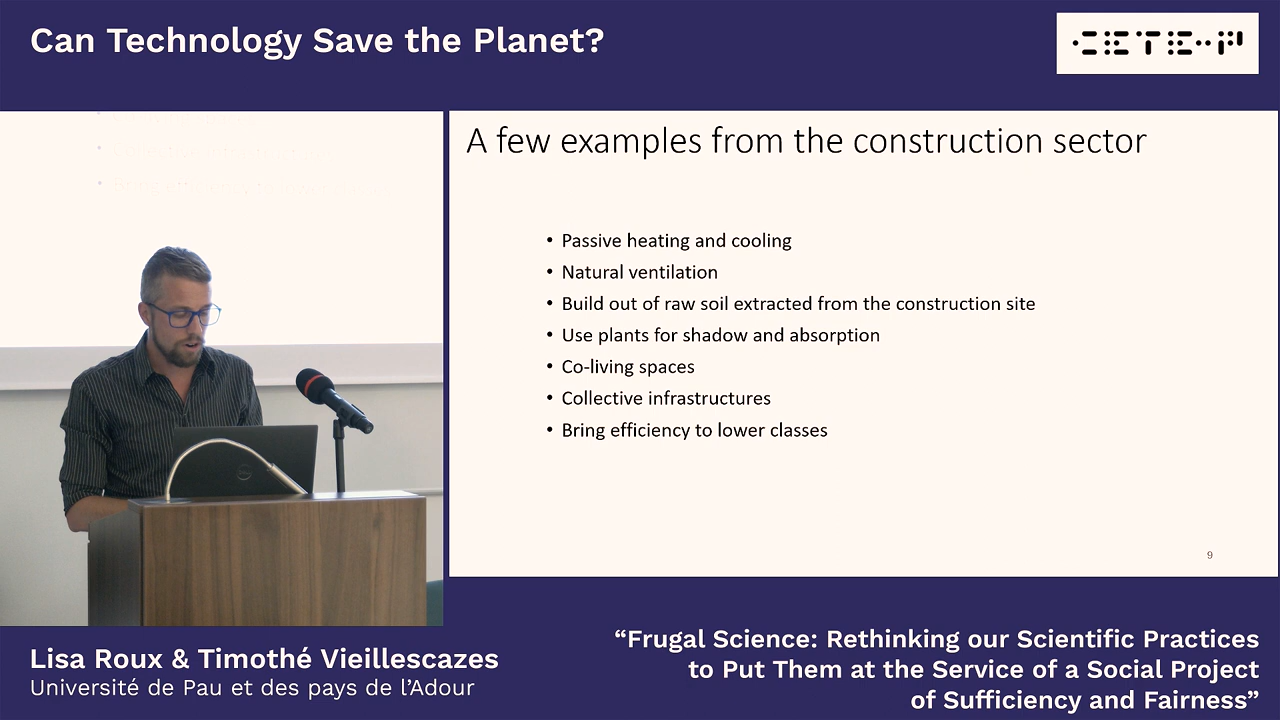 Can Technology Save the Planet?
CETE-P
A few examples from the construction sector
• Passive heating and cooling
• Natural ventilation
• Build out of raw soil extracted from the construction site
• Use plants for shadow and absorption
• Co-living spaces
• Collective infrastructures
• Bring efficiency to lower classes
9
Lisa Roux & Timothé Vieillescazes
Université de Pau et des pays de l’Adour
“Frugal Science: Rethinking our Scientific Practices
to Put Them at the Service of a Social Project
of Sufficiency and Fairness”